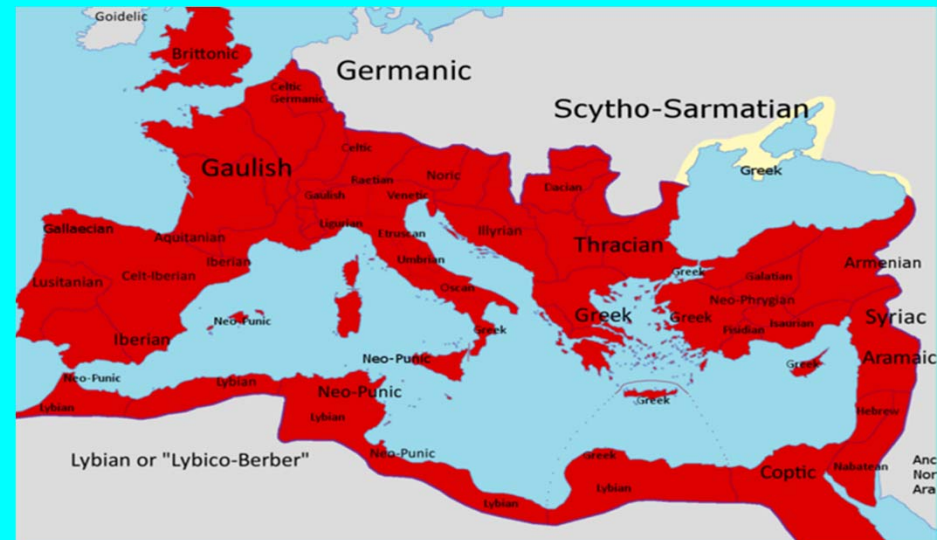 Goidelic
Brittonic
Germanic
Celtic
Germanic
Scytho-Sarmatian
Celtic
Gaulish
Greek
Raetian
Noric
Dacian
Gaulish
Venetic
Gallaecian
Ligurian
Etruscan
Illyrian
Aquitanian
Thracian
Iberian
Umbrian
Armenian
Celt-Iberian
Greek
Galatian
Lusitanian
Oscan
Neo-Phrygian
Neo-Punic
Greek
Greek
Syriac
Greek
Pisidian
Isaurian
Iberian
Neo-Punic
Greek
Aramaic
Neo-Punic
Lybian
Neo-Punic
Lybian
Lybian
Greek
Hebrew
Lybian or "Lybico-Berber"
Neo-Punic
Greek
Coptic
Nabatean
Anc
Nor
Ara
Lybian
Lybian